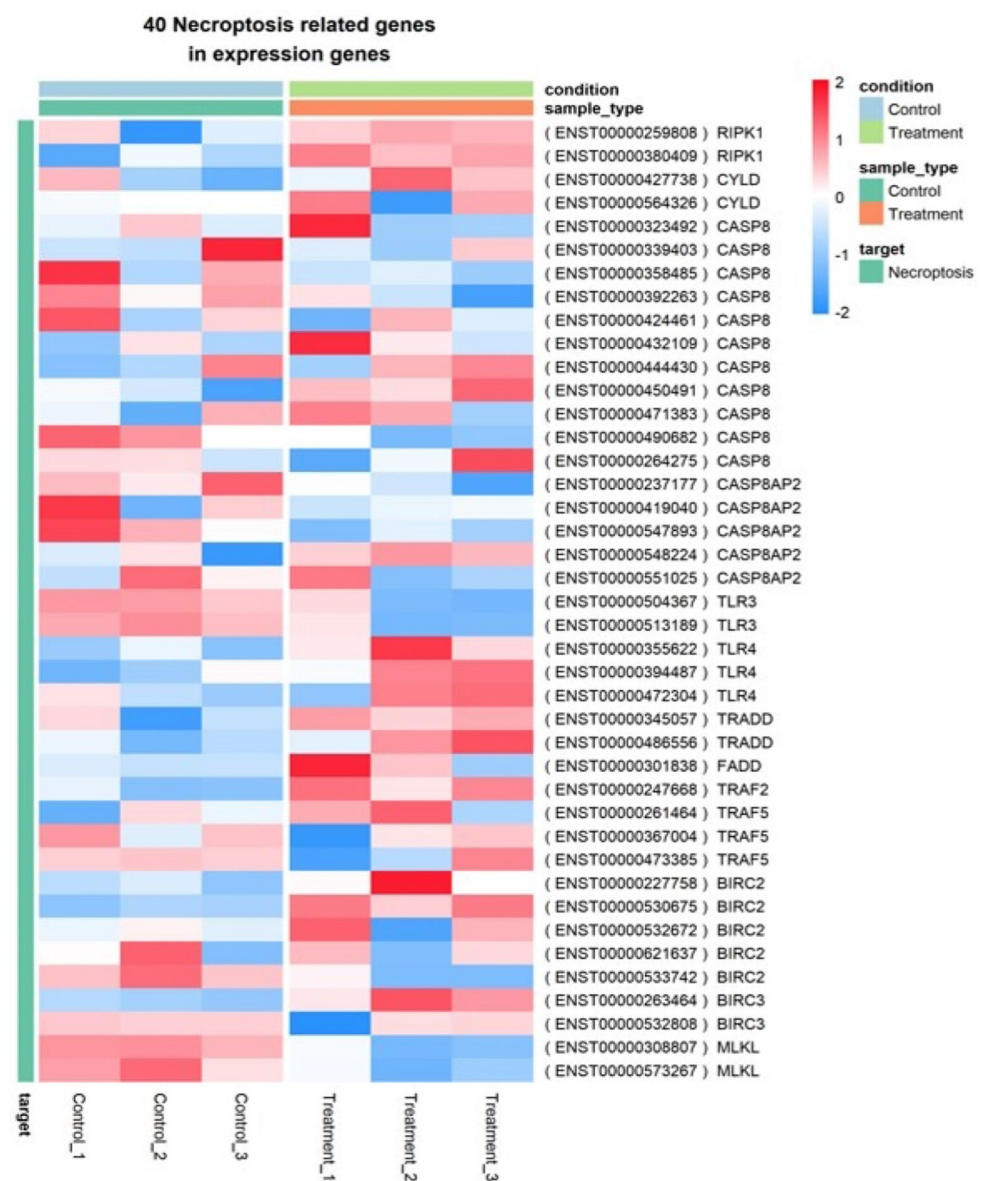 40 Necroptosis related genes
in expression genes
condition
sample_type
( ENST00000259808 ) RIPK1
( ENST00000380409 ) RIPK1
( ENST00000427738 ) CYLD
( ENST00000564326 ) CYLD
( ENST00000323492 ) CASP8
( ENST00000339403 ) CASP8
( ENST00000358485 ) CASP8
( ENST00000392263 ) CASP8
( ENST00000424461 ) CASP8
( ENST00000432109 ) CASP8
( ENST00000444430 ) CASP8
( ENST00000450491 ) CASP8
( ENST00000471383 ) CASP8
( ENST00000490682 ) CASP8
( ENST00000264275 ) CASP8
( ENST00000237177 ) CASP8AP2
( ENST00000419040 ) CASP8AP2
( ENST00000547893 ) CASP8AP2
( ENST00000548224 ) CASP8AP2
( ENST00000551025 ) CASP8AP2
( ENST00000504367 ) TLR3
( ENST00000513189 ) TLR3
( ENST00000355622 ) TLR4
( ENST00000394487 ) TLR4
( ENST00000472304 ) TLR4
( ENST00000345057 ) TRADD
( ENST00000486556 ) TRADD
( ENST00000301838 ) FADD
( ENST00000247668 ) TRAF2
( ENST00000261464 ) TRAF5
( ENST00000367004 ) TRAF5
( ENST00000473385 ) TRAF5
( ENST00000227758 ) BIRC2
( ENST00000530675 ) BIRC2
( ENST00000532672 ) BIRC2
( ENST00000621637 ) BIRC2
( ENST00000533742 ) BIRC2
( ENST00000263464 ) BIRC3
( ENST00000532808 ) BIRC3
( ENST00000308807 ) MLKL
( ENST00000573267 ) MLKL
target
Control_1
Control_2
Control_3
Treatment_1
Treatment_2
Treatment_3
2
1
0
-1
-2
condition
Control
Treatment
sample_type
Control
Treatment
target
Necroptosis